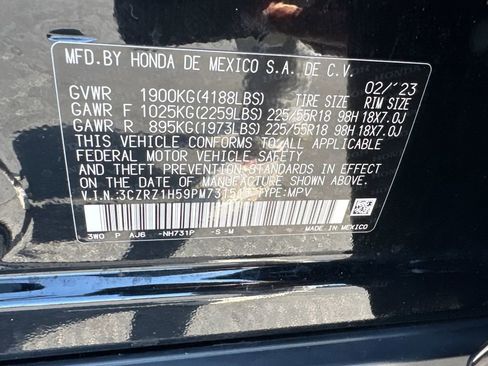 MFD.BY HONDA DE MEXICO S.A. DE C.V.
02/'23
GVWR 1900KG(4188LBS) TIRE SIZE RIM SIZE
GAWR F 1025KG(2259LBS) 225/55R18 98H 18X7.0J
GAWR R 895KG(1973LBS) 225/55R18 98H 18X7.0J
THIS VEHICLE CONFORMS TO ALL APPLICABLE
FEDERAL MOTOR VEHICLE SAFETY
AND THEFT PREVENTION STANDARDS IN EFFECT
ON THE DATE OF MANUFACTURE SHOWN ABOVE.
V.I.N.: TYPE:MPV
3WO P AJ6 -NH731P -S -M
MADE IN MEXICO